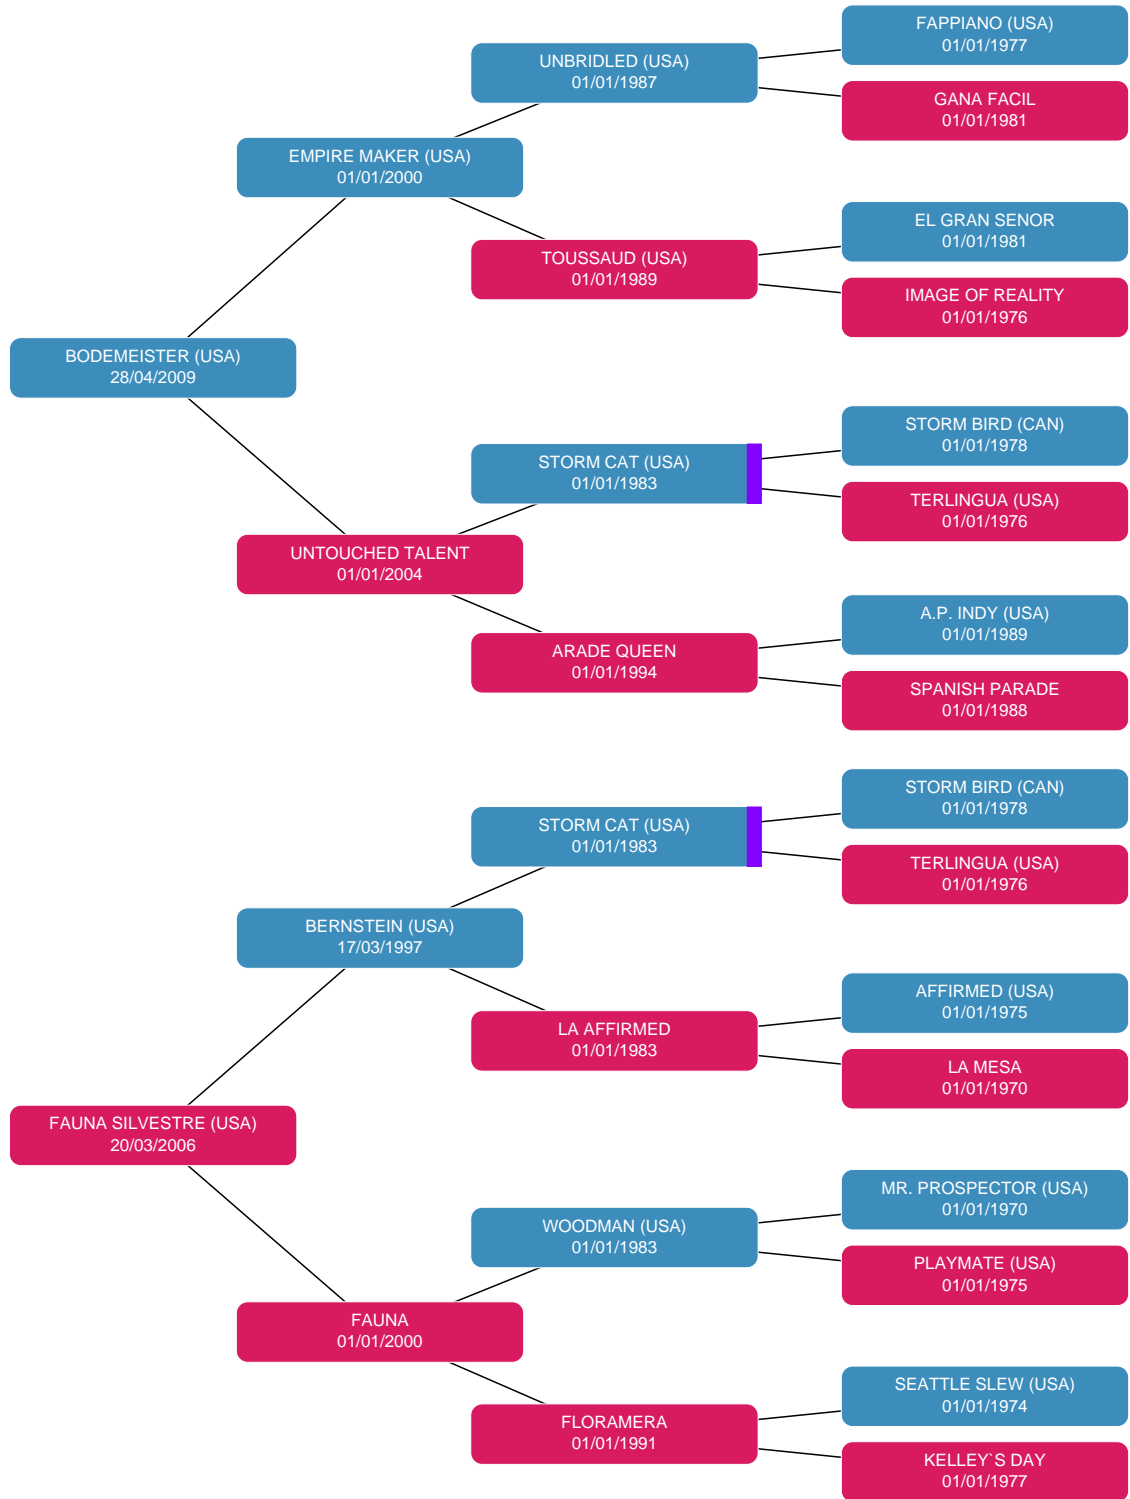 FAPPIANO (USA)
01/01/1977
UNBRIDLED (USA)
01/01/1987
GANA FACIL
01/01/1981
EMPIRE MAKER (USA)
01/01/2000
EL GRAN SENOR
01/01/1981
TOUSSAUD (USA)
01/01/1989
IMAGE OF REALITY
01/01/1976
BODEMEISTER (USA)
28/04/2009
STORM BIRD (CAN)
01/01/1978
STORM CAT (USA)
01/01/1983
TERLINGUA (USA)
01/01/1976
UNTOUCHED TALENT
01/01/2004
A.P. INDY (USA)
01/01/1989
ARADE QUEEN
01/01/1994
SPANISH PARADE
01/01/1988
STORM BIRD (CAN)
01/01/1978
STORM CAT (USA)
01/01/1983
TERLINGUA (USA)
01/01/1976
BERNSTEIN (USA)
17/03/1997
AFFIRMED (USA)
01/01/1975
LA AFFIRMED
01/01/1983
LA MESA
01/01/1970
FAUNA SILVESTRE (USA)
20/03/2006
MR. PROSPECTOR (USA)
01/01/1970
WOODMAN (USA)
01/01/1983
PLAYMATE (USA)
01/01/1975
FAUNA
01/01/2000
SEATTLE SLEW (USA)
01/01/1974
FLORAMERA
01/01/1991
KELLEY`S DAY
01/01/1977